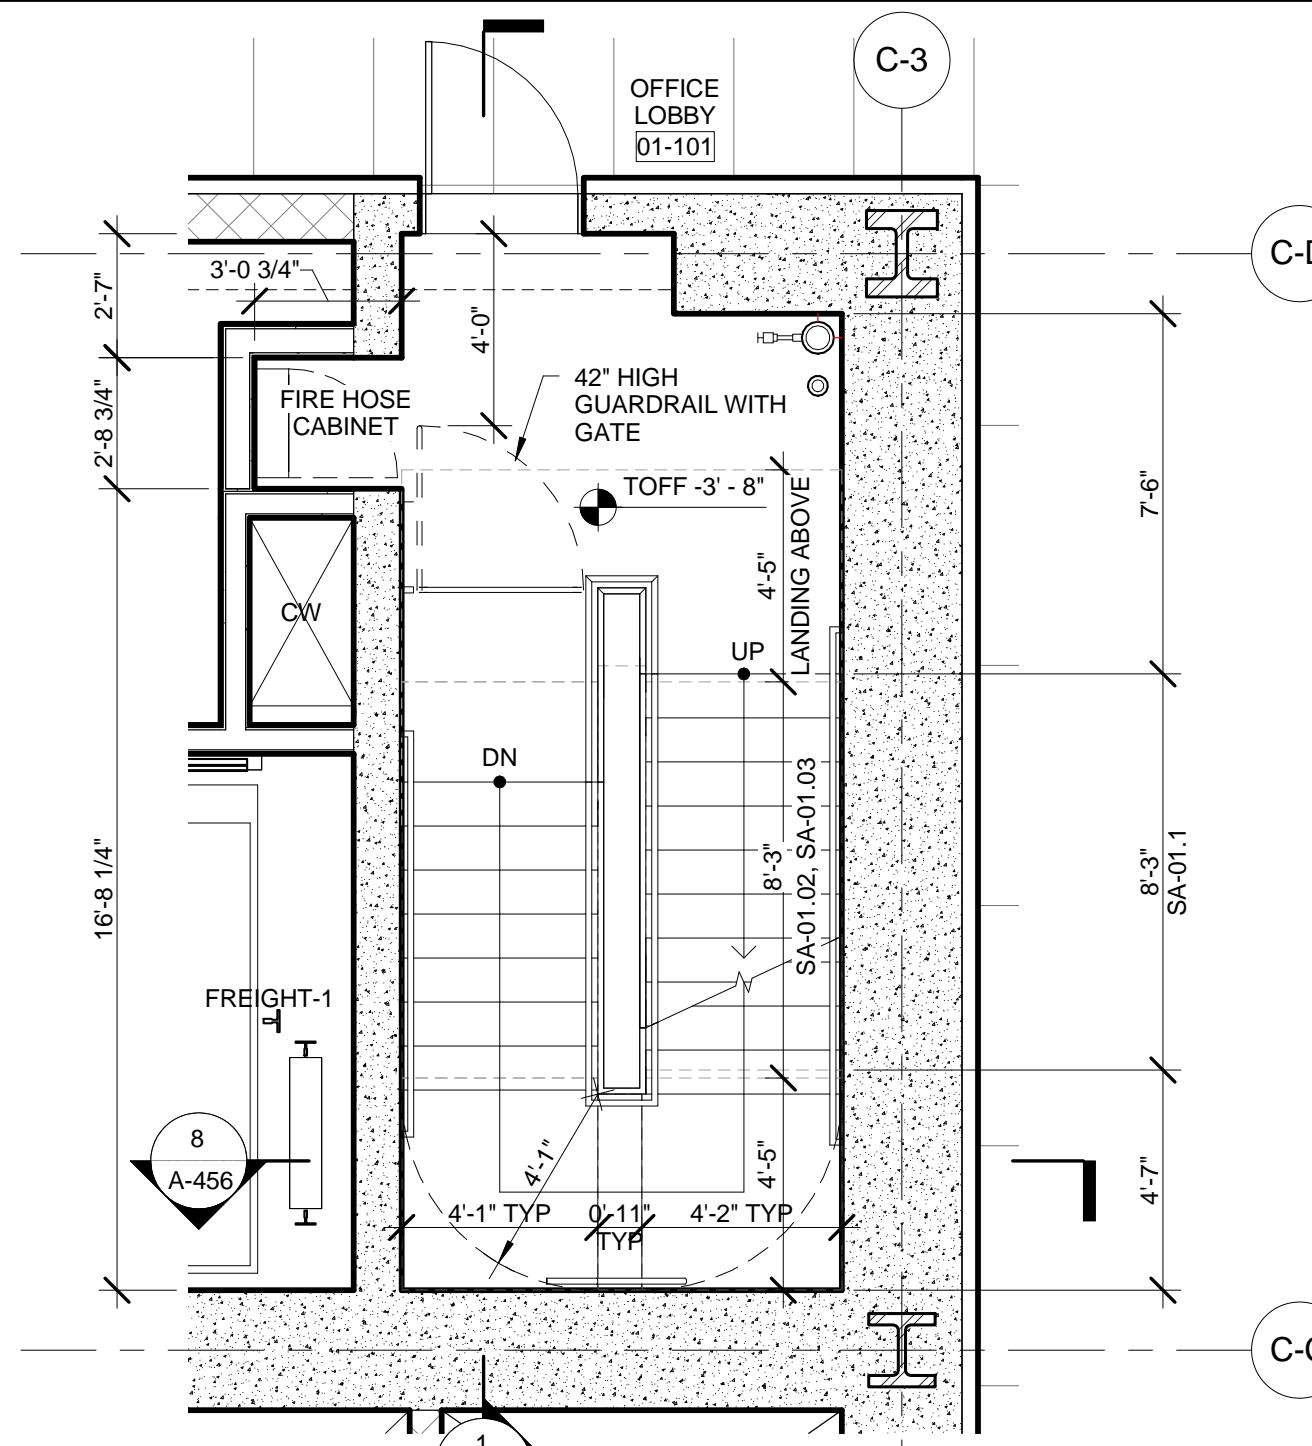 C-3
OFFICE
LOBBY
01-101
3'-0 3/4"
2'-7"
4'-0"
42" HIGH
GUARDRAIL WITH
GATE
FIRE HOSE
CABINET
2'-8 3/4"
TOFF -3' - 8"
7'-6"
4'-5"
LANDING ABOVE
CW
UP
DN
8'-3"
SA-01.02, SA-01.03
8'-3"
SA-01.1
16'-8 1/4"
FREIGHT-1
8
A-456
4'-1"
4'-5"
4'-7"
4'-1" TYP
0'-11"
TYP
4'-2" TYP
1